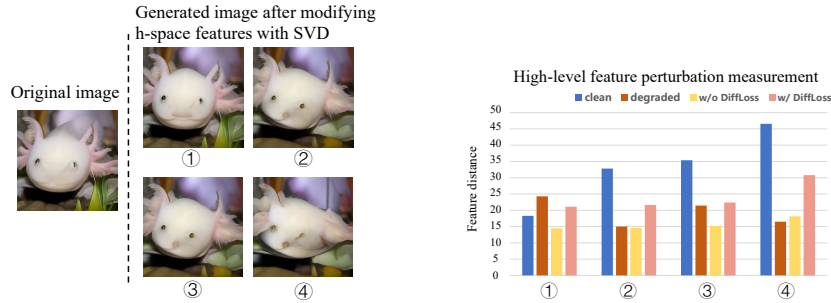 Generated image after modifying
h-space features with SVD
Original image
①
②
③
④
High-level feature perturbation measurement
clean degraded w/o DiffLoss w/ DiffLoss
Feature distance
50
45
40
35
30
25
20
15
10
5
0
① ② ③ ④